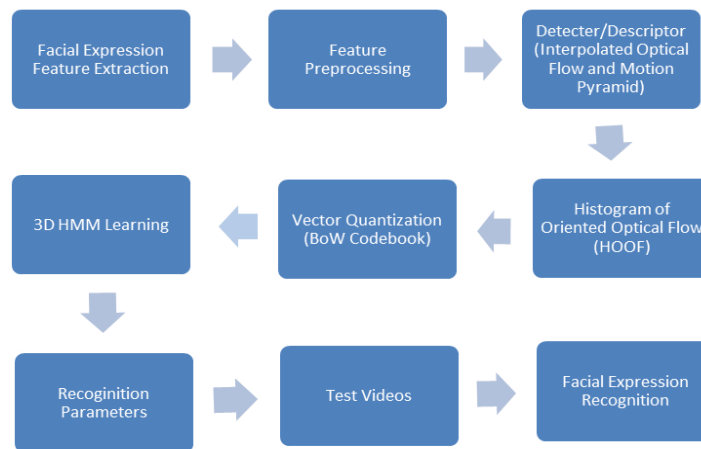 Facial Expression
Feature Extraction
Feature
Preprocessing
Detecter/Descriptor
(Interpolated Optical
Flow and Motion
Pyramid)
Histogram of
Oriented Optical Flow
(HOOF)
Vector Quantization
(BoW Codebook)
3D HMM Learning
Recoginition
Parameters
Test Videos
Facial Expression
Recognition